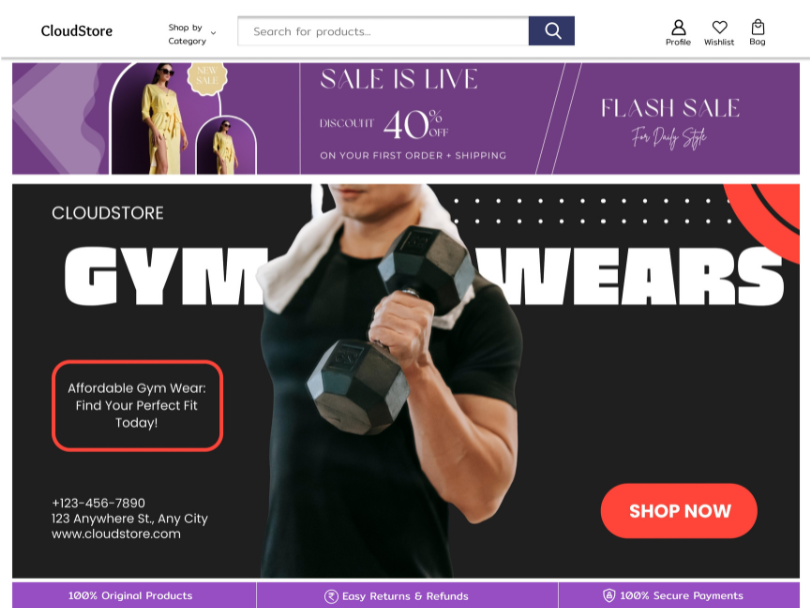 CloudStore
Shop by
Category
Search for products...
Profile
Wishlist
Bag
NEW
SALE
SALE IS LIVE
DISCOUNT 40% OFF
ON YOUR FIRST ORDER + SHIPPING
FLASH SALE
For Daily Style
CLOUDSTORE
GYM WEARS
Affordable Gym Wear:
Find Your Perfect Fit
Today!
+123-456-7890
123 Anywhere St., Any City
www.cloudstore.com
SHOP NOW
100% Original Products
₹ Easy Returns & Refunds
100% Secure Payments